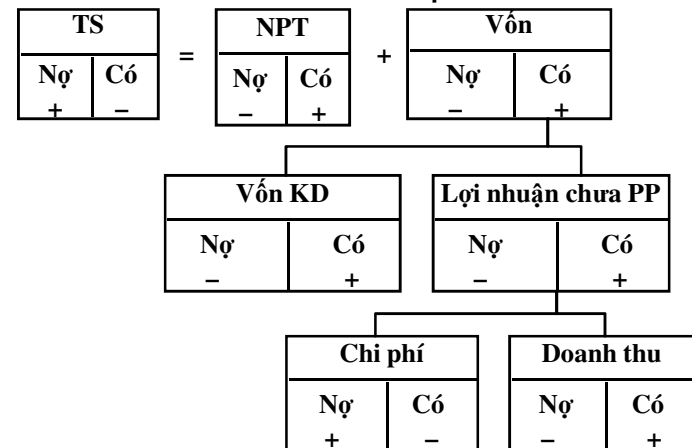 TS = NPT + Vốn
Nợ Có Nợ Có Nợ Có
+ – – + – +
Vốn KD Lợi nhuận chưa PP
Nợ Có Nợ Có
– + – +
Chi phí Doanh thu
Nợ Có Nợ Có
+ – – +